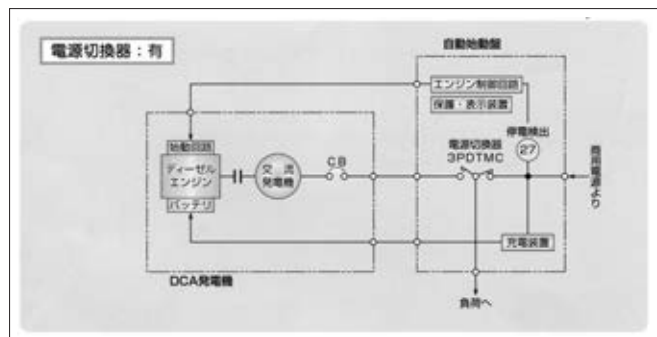 電源切換器：有
自動始動盤
エンジン制御回路
保護・表示装置
停電検出
27
電源切換器
3PDTMC
商用電源より
始動回路
ディーゼル
エンジン
バッテリ
交流
発電機
CB
充電装置
DCA発電機
負荷へ